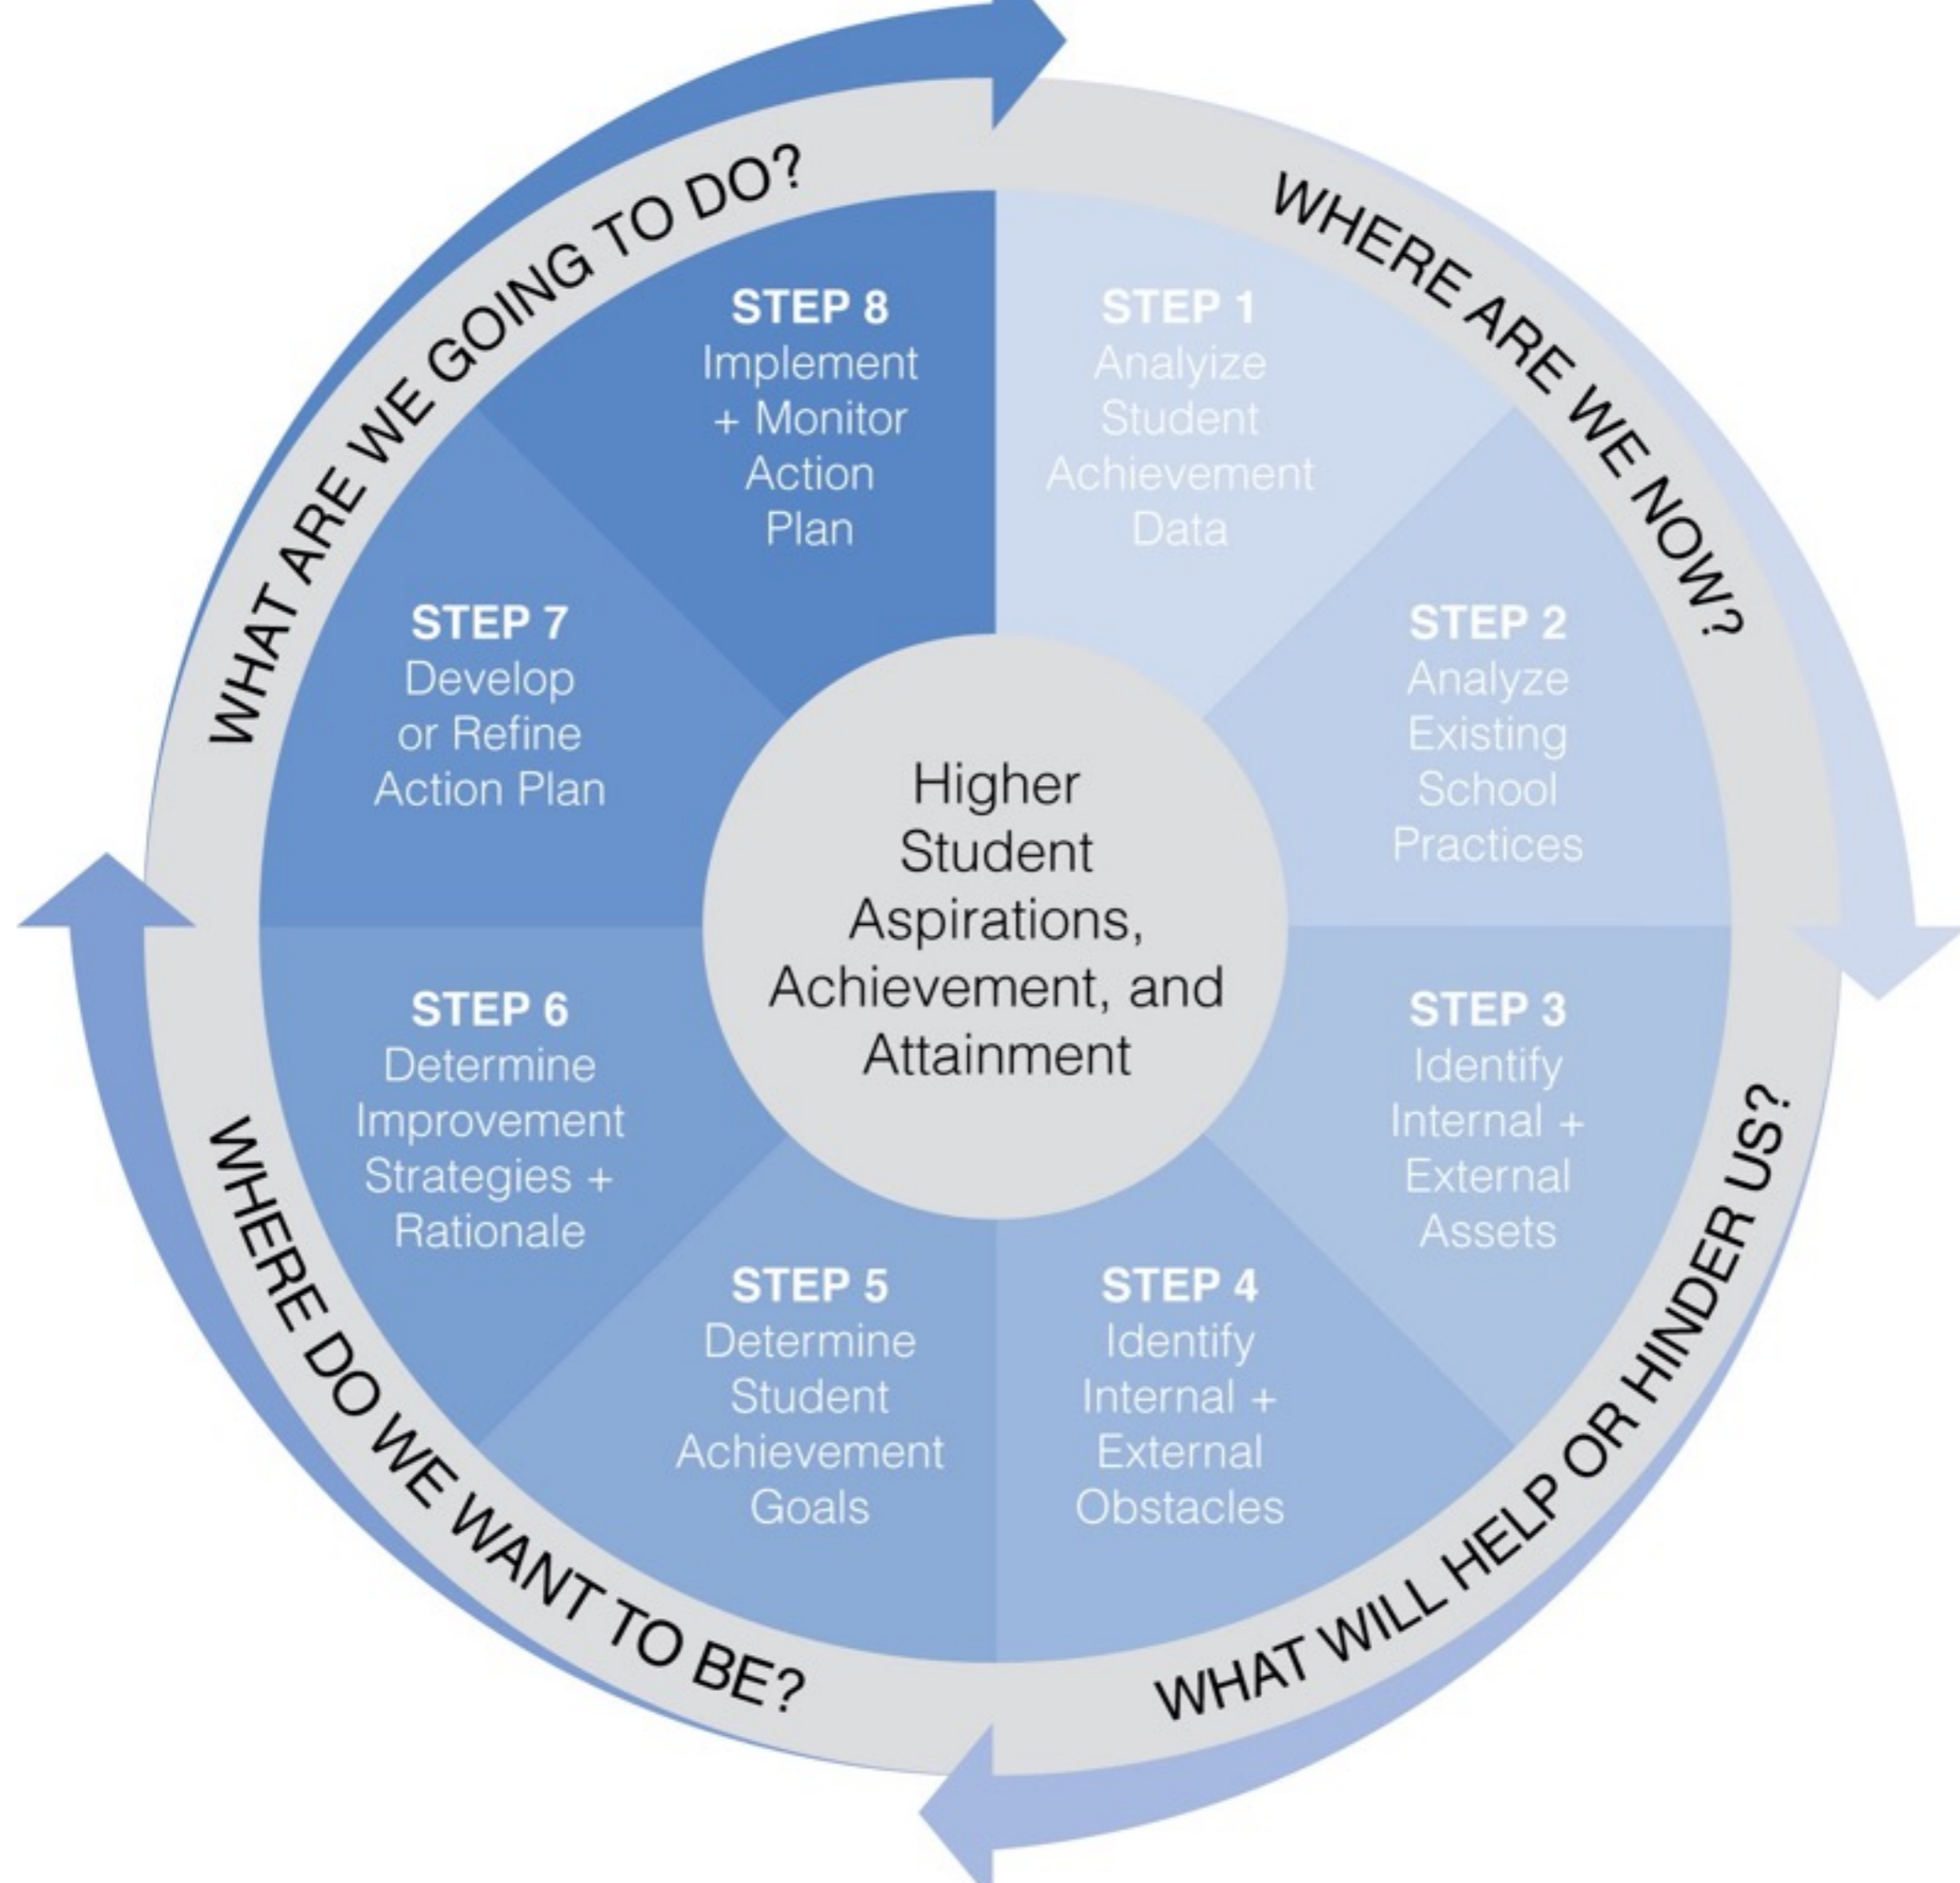 WHERE ARE WE NOW?
STEP 1
Analyize
Student
Achievement
Data
STEP 2
Analyze
Existing
School
Practices
WHAT WILL HELP OR HINDER US?
STEP 3
Identify
Internal +
External
Assets
STEP 4
Identify
Internal +
External
Obstacles
WHERE DO WE WANT TO BE?
STEP 5
Determine
Student
Achievement
Goals
STEP 6
Determine
Improvement
Strategies +
Rationale
WHAT ARE WE GOING TO DO?
STEP 7
Develop
or Refine
Action Plan
STEP 8
Implement
+ Monitor
Action
Plan
Higher
Student
Aspirations,
Achievement, and
Attainment